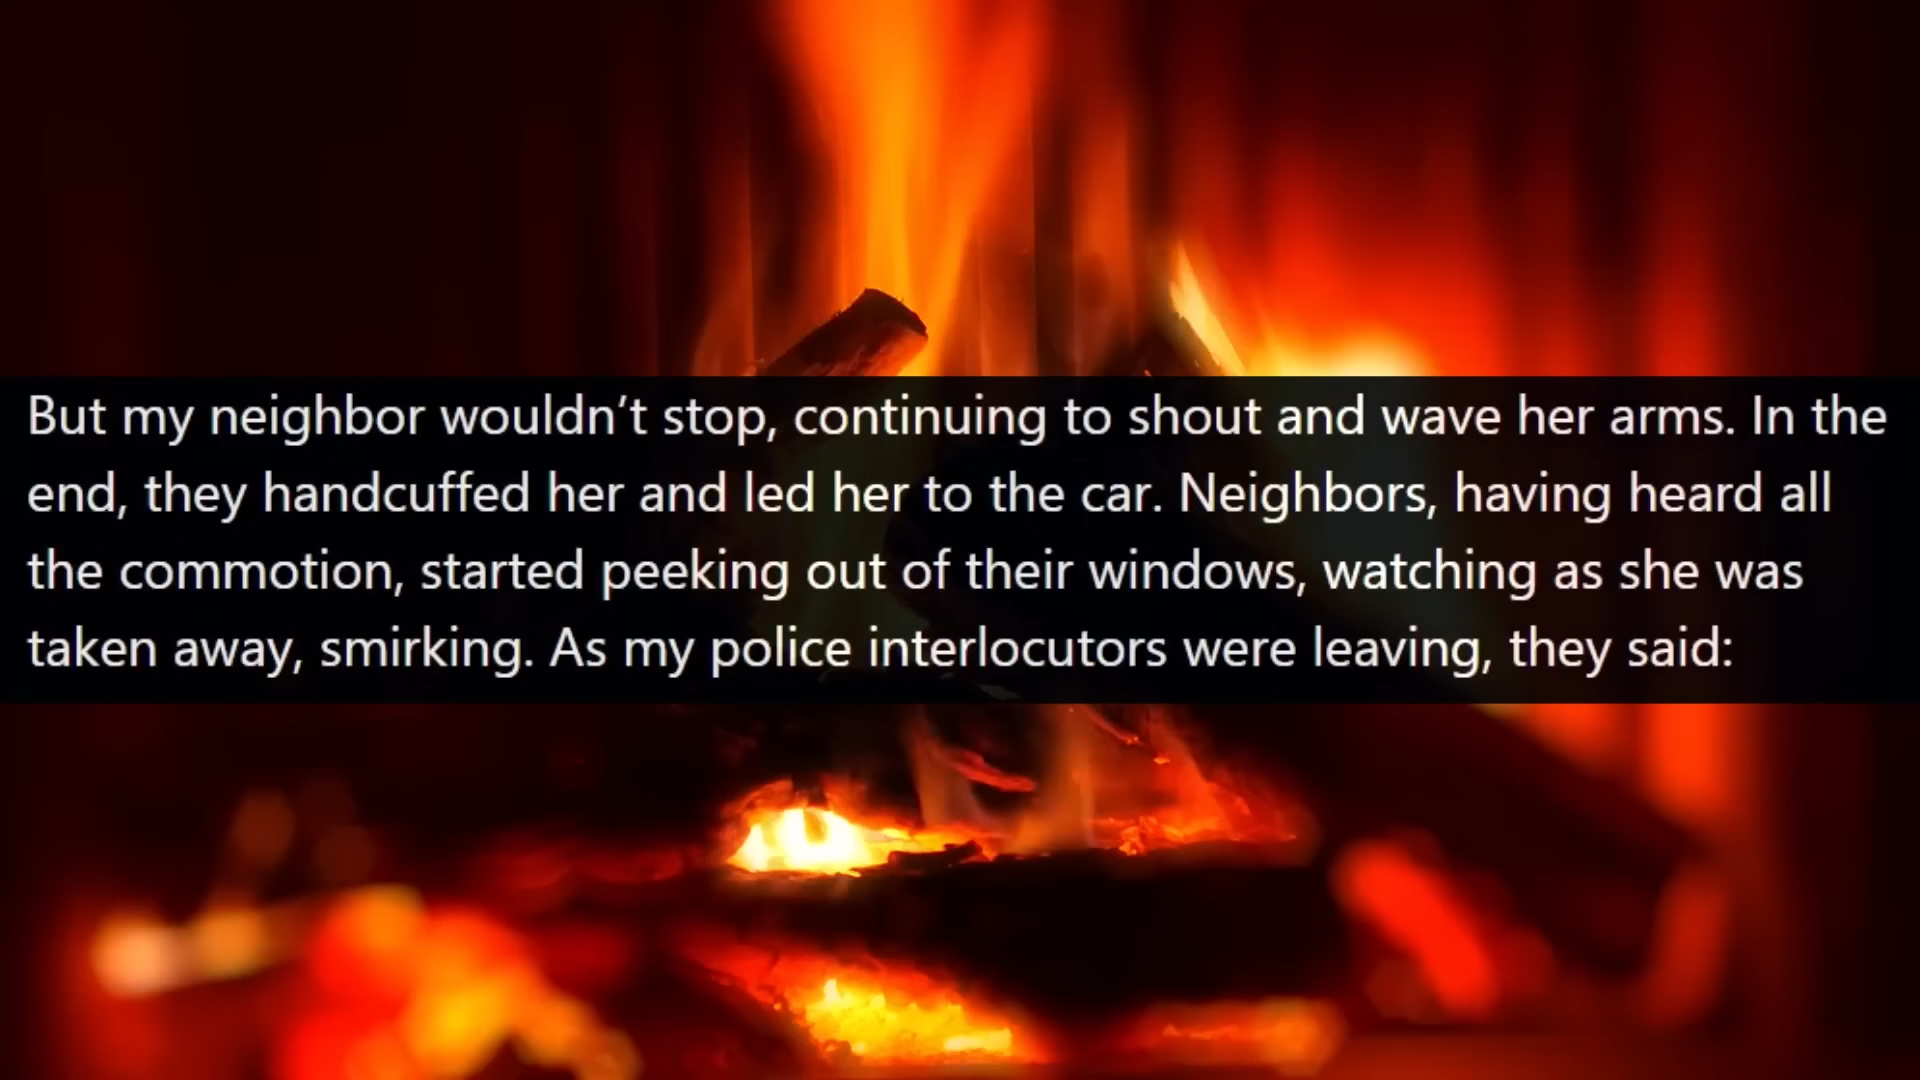 But my neighbor wouldn’t stop, continuing to shout and wave her arms. In the
end, they handcuffed her and led her to the car. Neighbors, having heard all
the commotion, started peeking out of their windows, watching as she was
taken away, smirking. As my police interlocutors were leaving, they said: